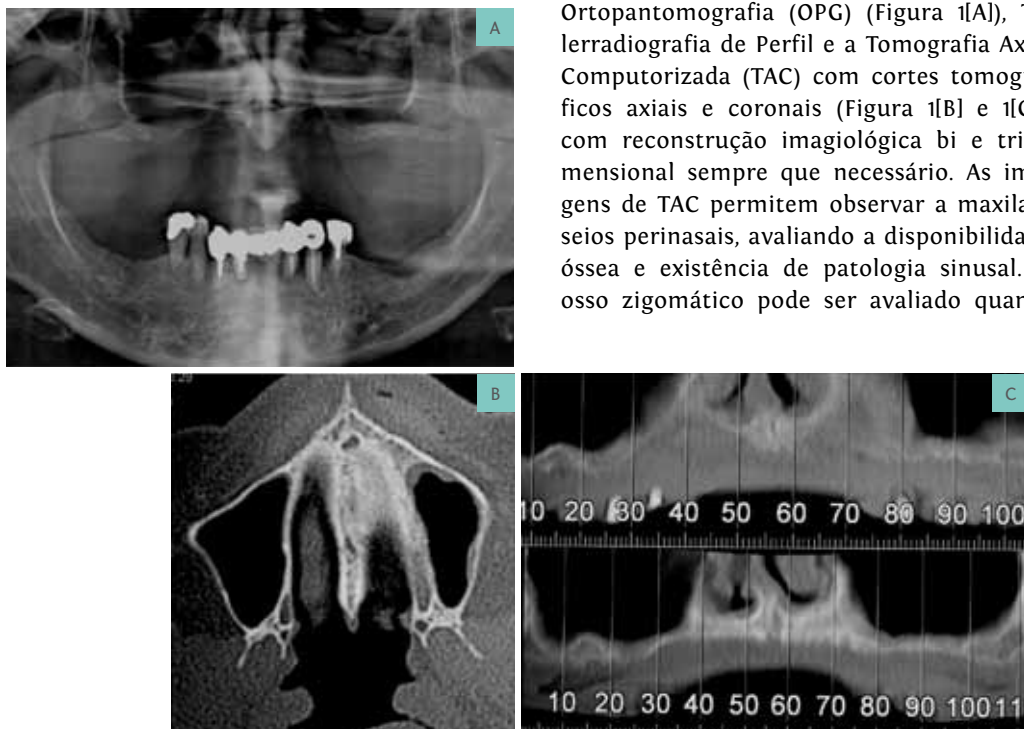 A
Ortopantomografia (OPG) (Figura 1[A]),
lerradiografia de Perfil e a Tomografia Ax
Computorizada (TAC) com cortes tomogr
ficos axiais e coronais (Figura 1[B] e 1[C
com reconstrução imagiológica bi e tri
mensional sempre que necessário. As im
gens de TAC permitem observar a maxila
seios perinasais, avaliando a disponibilida
óssea e existência de patologia sinusal.
osso zigomático pode ser avaliado quan
B
C
10 20 30 40 50 60 70 80 90 100
10 20 30 40 50 60 70 80 90 100 11